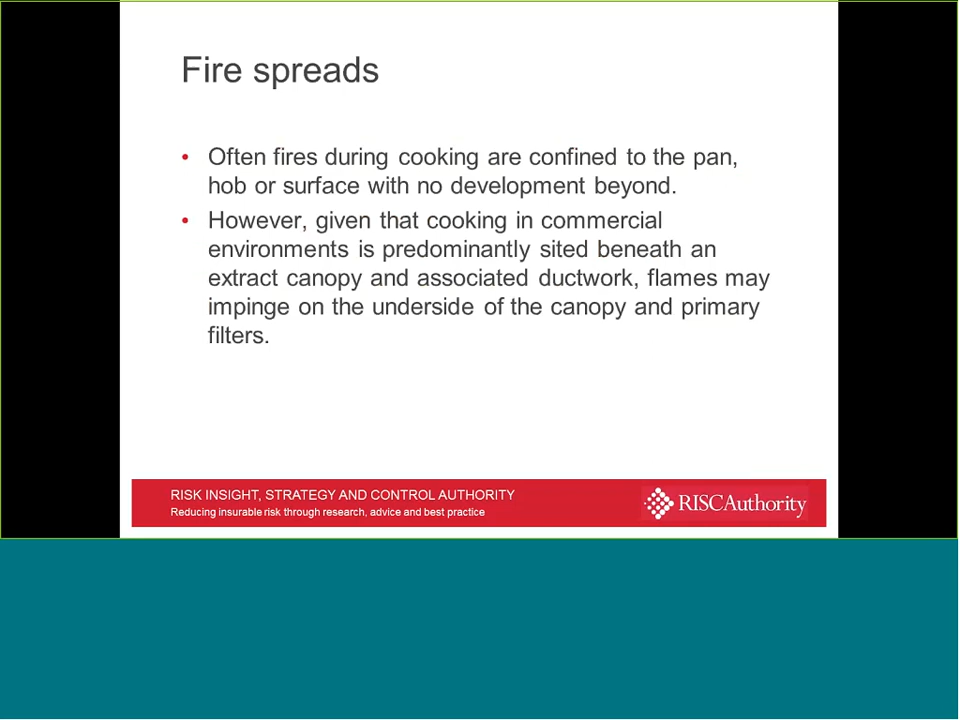 Fire spreads
• Often fires during cooking are confined to the pan,
hob or surface with no development beyond.
• However, given that cooking in commercial
environments is predominantly sited beneath an
extract canopy and associated ductwork, flames may
impinge on the underside of the canopy and primary
filters.
RISK INSIGHT, STRATEGY AND CONTROL AUTHORITY
Reducing insurable risk through research, advice and best practice
RISCAuthority